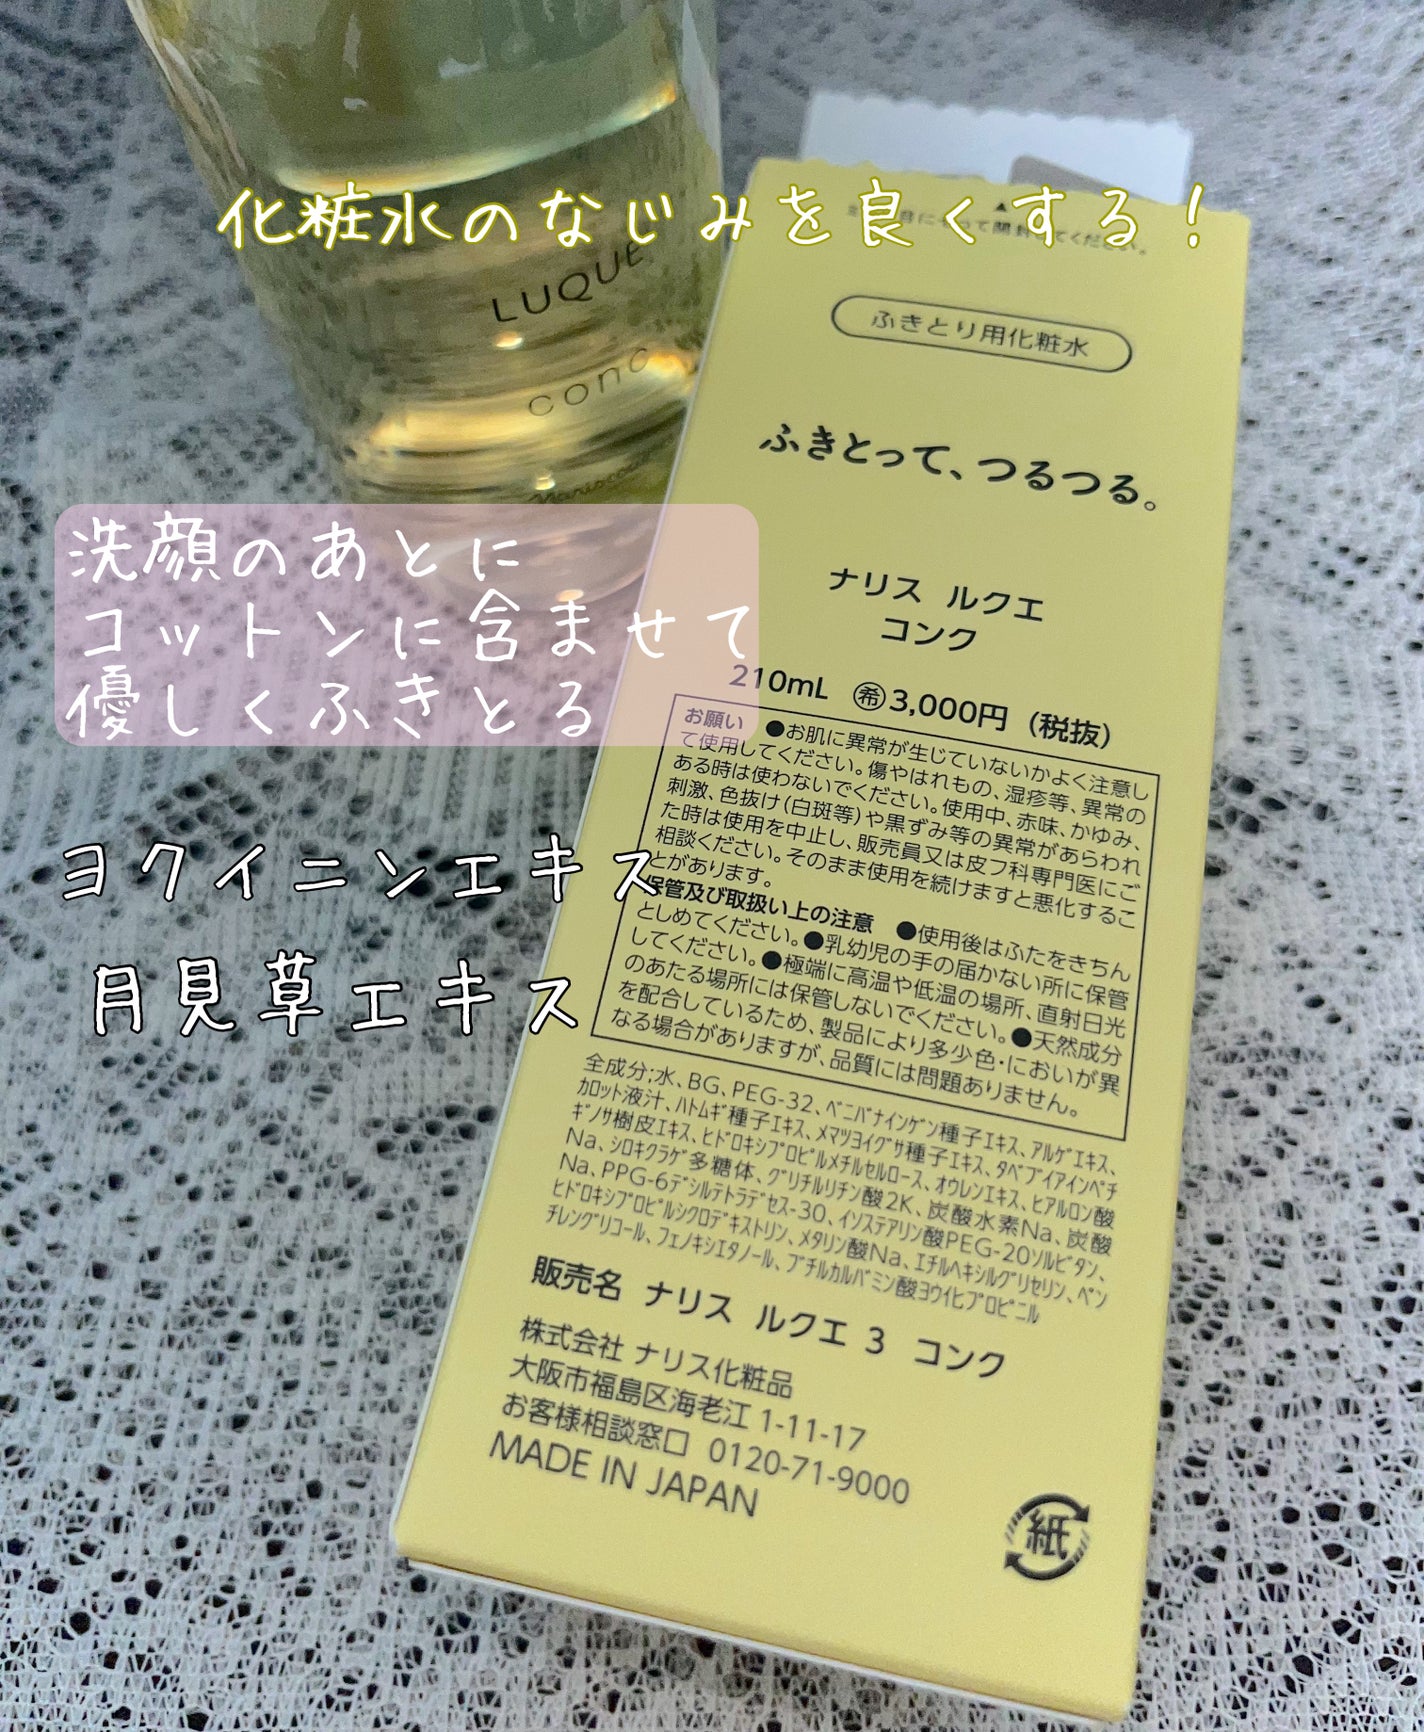 化粧水のなじみを良くする！
LUQUE
conc
ふきとり用化粧水
ふきとって、つるつる。
洗顔のあとに
コットンに含ませて
優しくふきとる
ナリス ルクエ
コンク
210mL ㊕3,000円（税抜）
ヨクイニンエキス
月見草エキス
お願い ●お肌に異常が生じていないかよく注意し
て使用してください。傷やはれもの、湿疹等、異常の
ある時は使わないでください。使用中、赤味、かゆみ、
刺激、色抜け(白斑等)や黒ずみ等の異常があらわれ
た時は使用を中止し、販売員又は皮フ科専門医にご
相談ください。そのまま使用を続けますと悪化するこ
とがあります。
保管及び取扱い上の注意 ●使用後はふたをきちん
としめてください。●乳幼児の手の届かない所に保管
してください。●極端に高温や低温の場所、直射日光
のあたる場所には保管しないでください。●天然成分
を配合しているため、製品により多少色・においが異
なる場合がありますが、品質には問題ありません。
全成分;水、BG、PEG-32、ベニバナインゲン種子エキス、アルゲエキス、
カロット液汁、ハトムギ種子エキス、メマツヨイグサ種子エキス、タベブイアインペチ
ギノサ樹皮エキス、ヒドロキシプロピルメチルセルロース、オウレンエキス、ヒアルロン酸
Na、シロキクラゲ多糖体、グリチルリチン酸2K、炭酸水素Na、炭酸
Na、PPG-6デシルテトラデセス-30、イソステアリン酸PEG-20ソルビタン、
ヒドロキシプロピルシクロデキストリン、メタリン酸Na、エチルヘキシルグリセリン、ペン
チレングリコール、フェノキシエタノール、ブチルカルバミン酸ヨウ化プロピニル
販売名 ナリス ルクエ 3 コンク
株式会社 ナリス化粧品
大阪市福島区海老江 1-11-17
お客様相談窓口 0120-71-9000
MADE IN JAPAN
紙